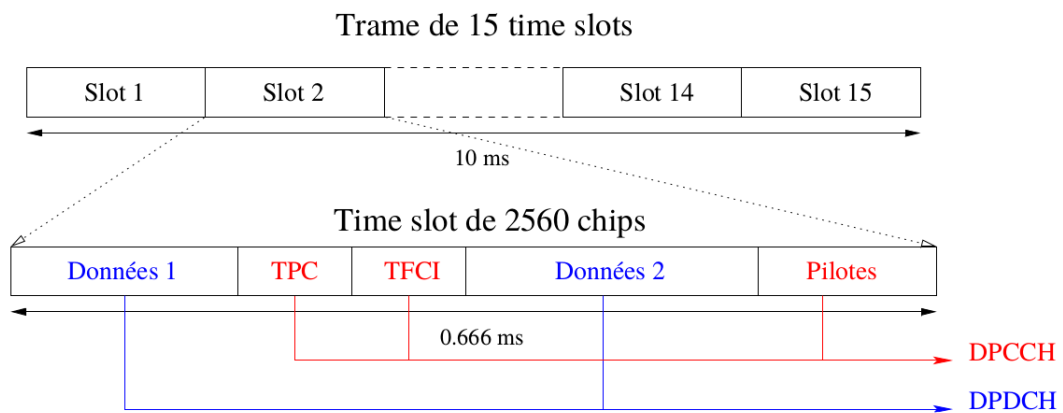 Trame de 15 time slots
Slot 1 Slot 2 Slot 14 Slot 15
10 ms
Time slot de 2560 chips
Données 1 TPC TFCI Données 2 Pilotes
0.666 ms
DPCCH
DPDCH